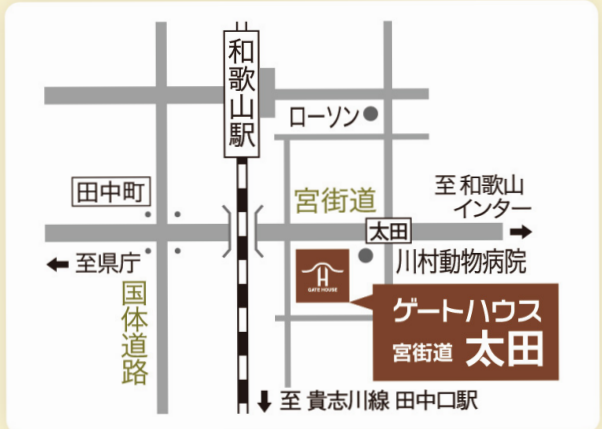 和歌山駅
ローソン
田中町
宮街道
至 和歌山
インター
太田
至県庁
川村動物病院
国体道路
H
GATE HOUSE
ゲートハウス
宮街道 太田
至 貴志川線 田中口駅